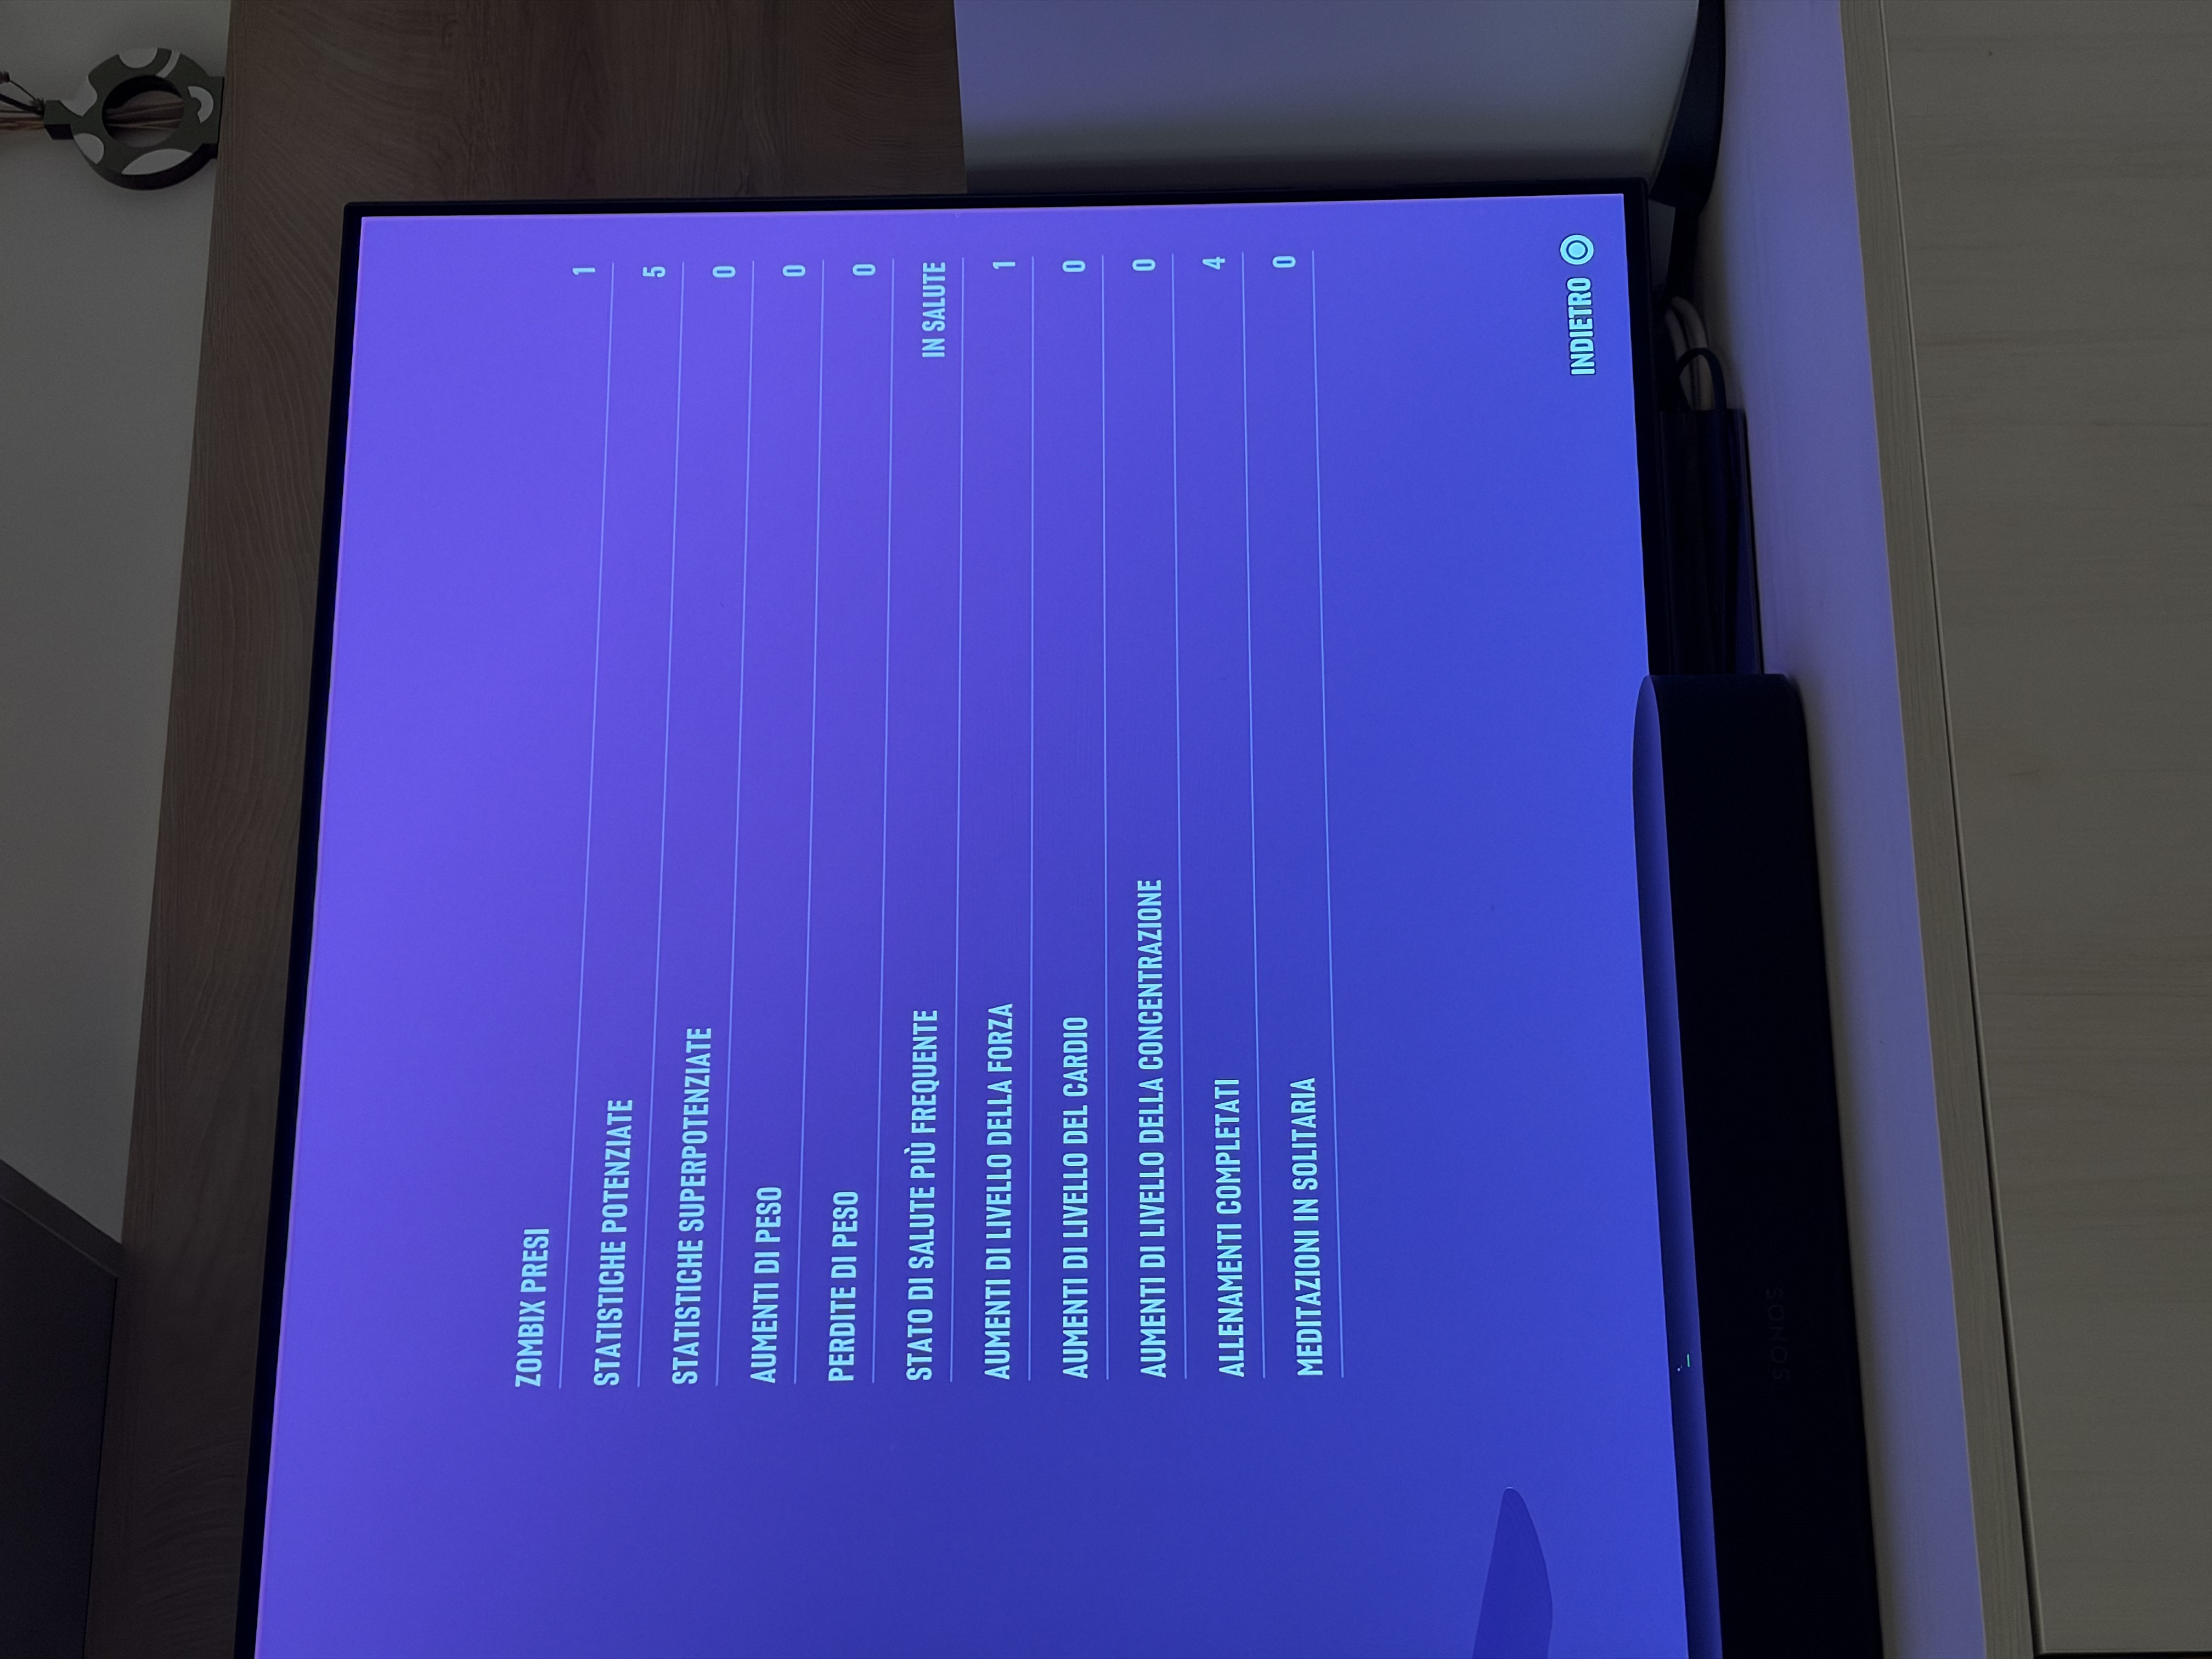 ZOMBIX PRESI 1
STATISTICHE POTENZIATE 5
STATISTICHE SUPERPOTENZIATE 0
AUMENTI DI PESO 0
PERDITE DI PESO 0
STATO DI SALUTE PIÙ FREQUENTE IN SALUTE
AUMENTI DI LIVELLO DELLA FORZA 1
AUMENTI DI LIVELLO DEL CARDIO 0
AUMENTI DI LIVELLO DELLA CONCENTRAZIONE 0
ALLENAMENTI COMPLETATI 4
MEDITAZIONI IN SOLITARIA 0
INDIETRO
SONOS